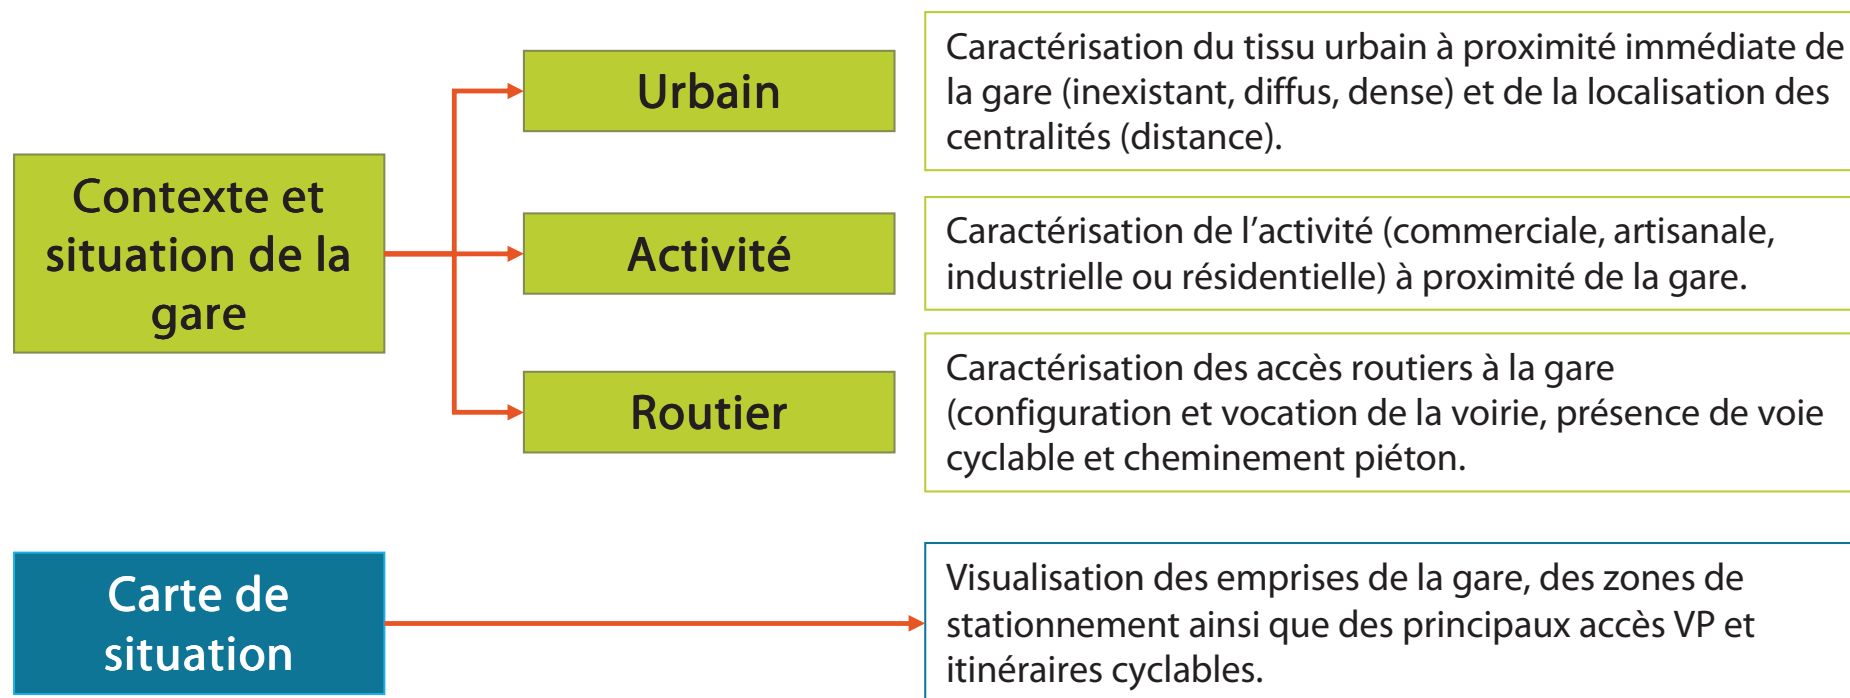 Contexte et
situation de la
gare
Urbain
Caractérisation du tissu urbain à proximité immédiate de
la gare (inexistant, diffus, dense) et de la localisation des
centralités (distance).
Activité
Caractérisation de l’activité (commerciale, artisanale,
industrielle ou résidentielle) à proximité de la gare.
Routier
Caractérisation des accès routiers à la gare
(configuration et vocation de la voirie, présence de voie
cyclable et cheminement piéton.
Carte de
situation
Visualisation des emprises de la gare, des zones de
stationnement ainsi que des principaux accès VP et
itinéraires cyclables.